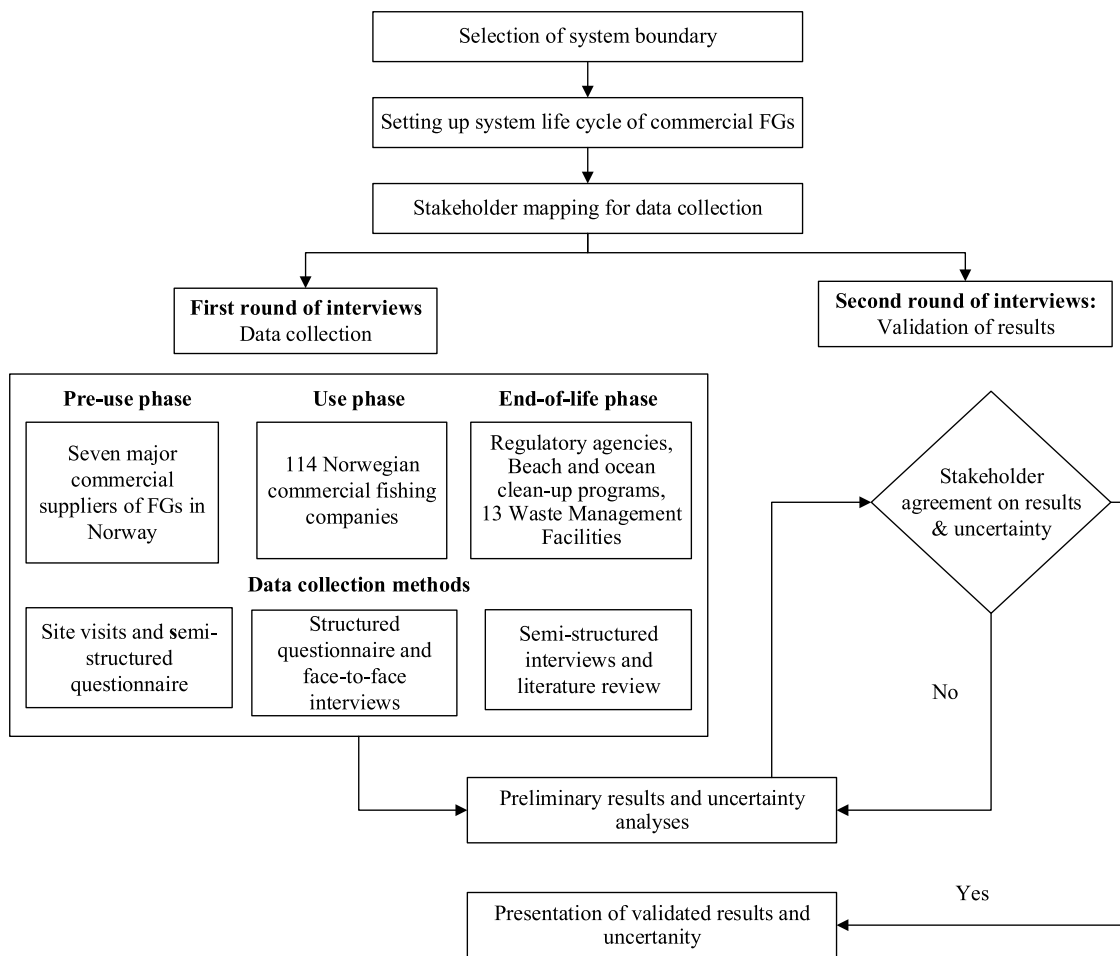 Selection of system boundary
Setting up system life cycle of commercial FGs
Stakeholder mapping for data collection
First round of interviews
Data collection
Second round of interviews:
Validation of results
Pre-use phase
Use phase
End-of-life phase
Seven major
commercial
suppliers of FGs in
Norway
114 Norwegian
commercial fishing
companies
Regulatory agencies,
Beach and ocean
clean-up programs,
13 Waste Management
Facilities
Data collection methods
Site visits and semi-
structured
questionnaire
Structured
questionnaire and
face-to-face
interviews
Semi-structured
interviews and
literature review
Stakeholder
agreement on results
& uncertainty
No
Preliminary results and uncertainty
analyses
Yes
Presentation of validated results and
uncertanity